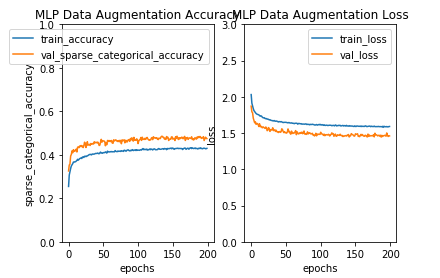 MLP Data Augmentation Accuracy
MLP Data Augmentation Loss
train_accuracy
val_sparse_categorical_accuracy
train_loss
val_loss
sparse_categorical_accuracy
loss
1.0
0.8
0.6
0.4
0.2
0.0
0 50 100 150 200
epochs
3.0
2.5
2.0
1.5
1.0
0.5
0.0
0 50 100 150 200
epochs